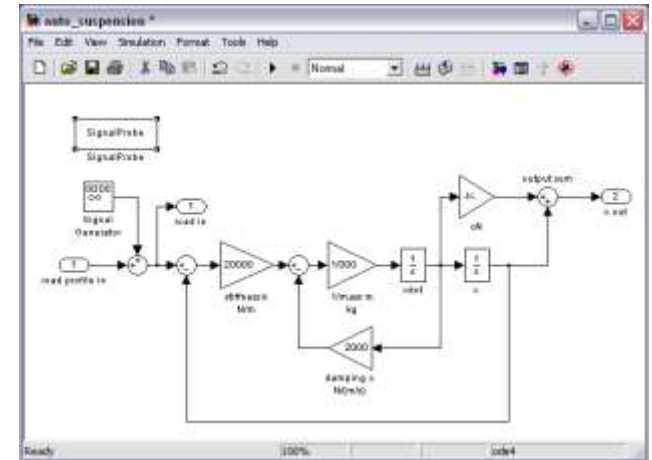 auto_suspension *
File Edit View Simulation Format Tools Help
Normal
SignalProbe
SignalProbe
Signal
Generator
1
road in
1
road profile in
20000
stiffness k
N/m
1/300
1/mass m
kg
1
s
xdot
1
s
x
-K-
c/k
output sum
2
x out
2000
damping c
N/(m/s)
Ready
100%
ode4